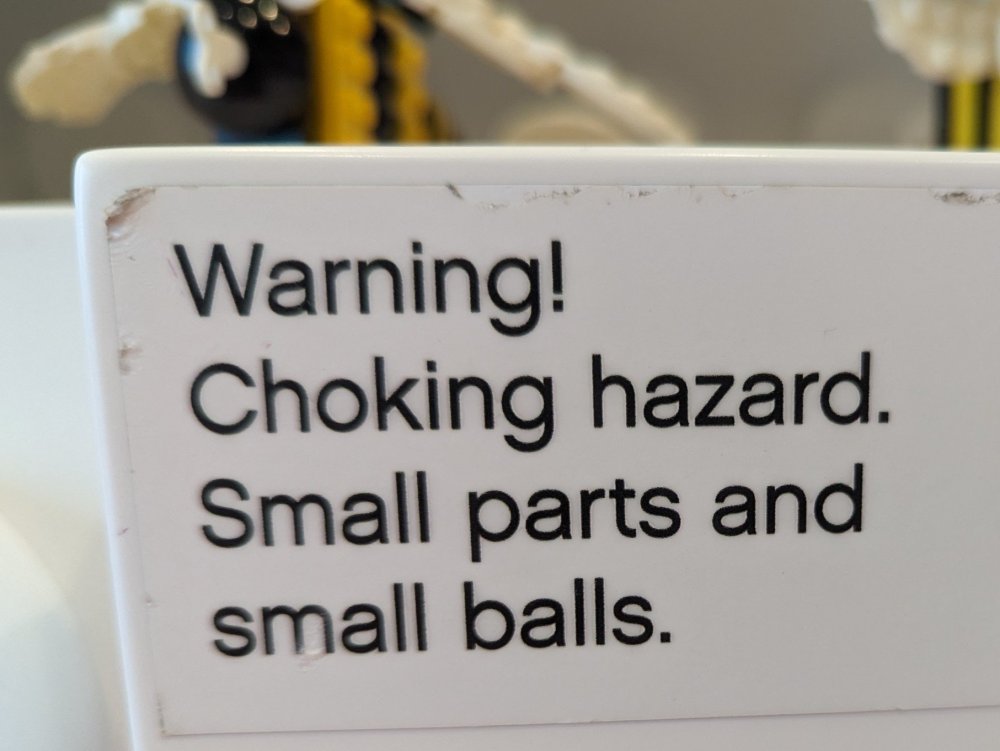 Warning!
Choking hazard.
Small parts and
small balls.